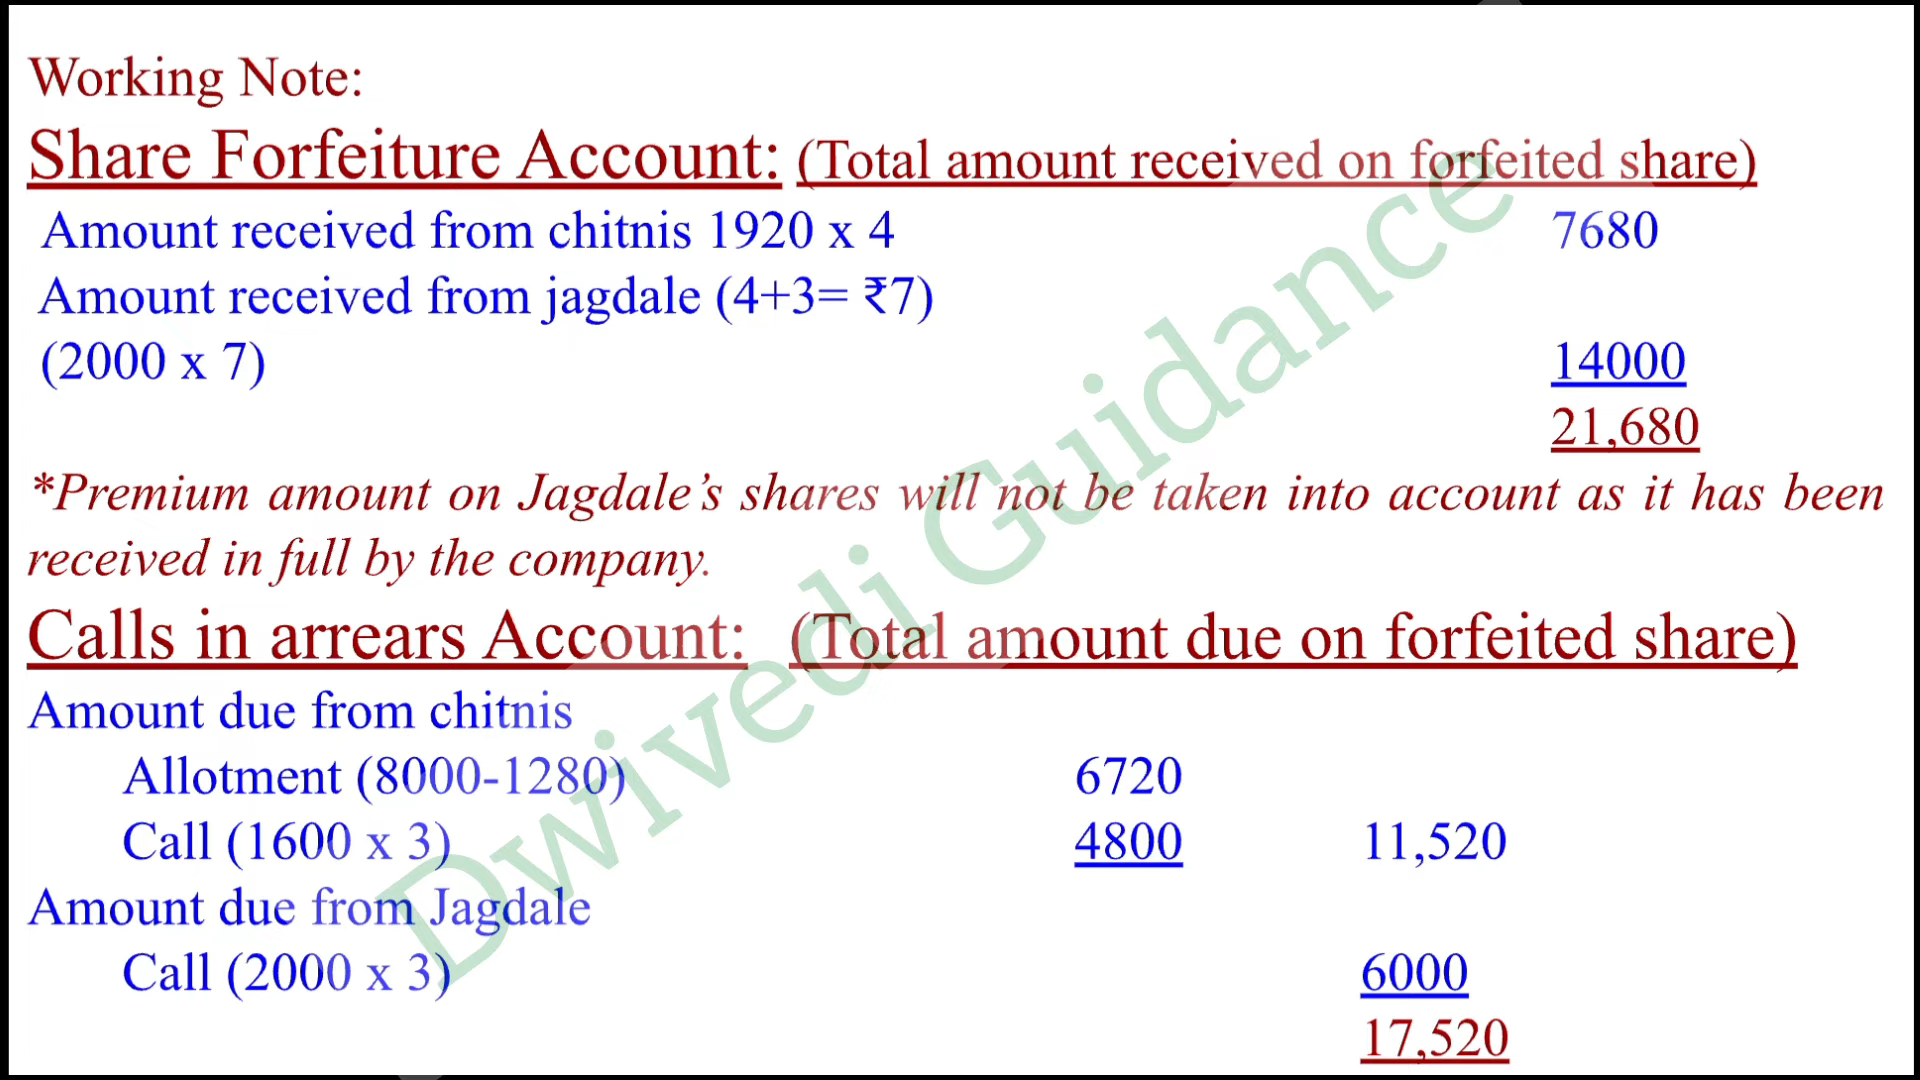 Working Note:
Share Forfeiture Account: (Total amount received on forfeited share)
Amount received from chitnis 1920 x 4 7680
Amount received from jagdale (4+3= ₹7)
(2000 x 7) 14000
21,680
*Premium amount on Jagdale’s shares will not be taken into account as it has been
received in full by the company.
Calls in arrears Account: (Total amount due on forfeited share)
Amount due from chitnis
Allotment (8000-1280) 6720
Call (1600 x 3) 4800 11,520
Amount due from Jagdale
Call (2000 x 3) 6000
17,520
Dwivedi Guidance